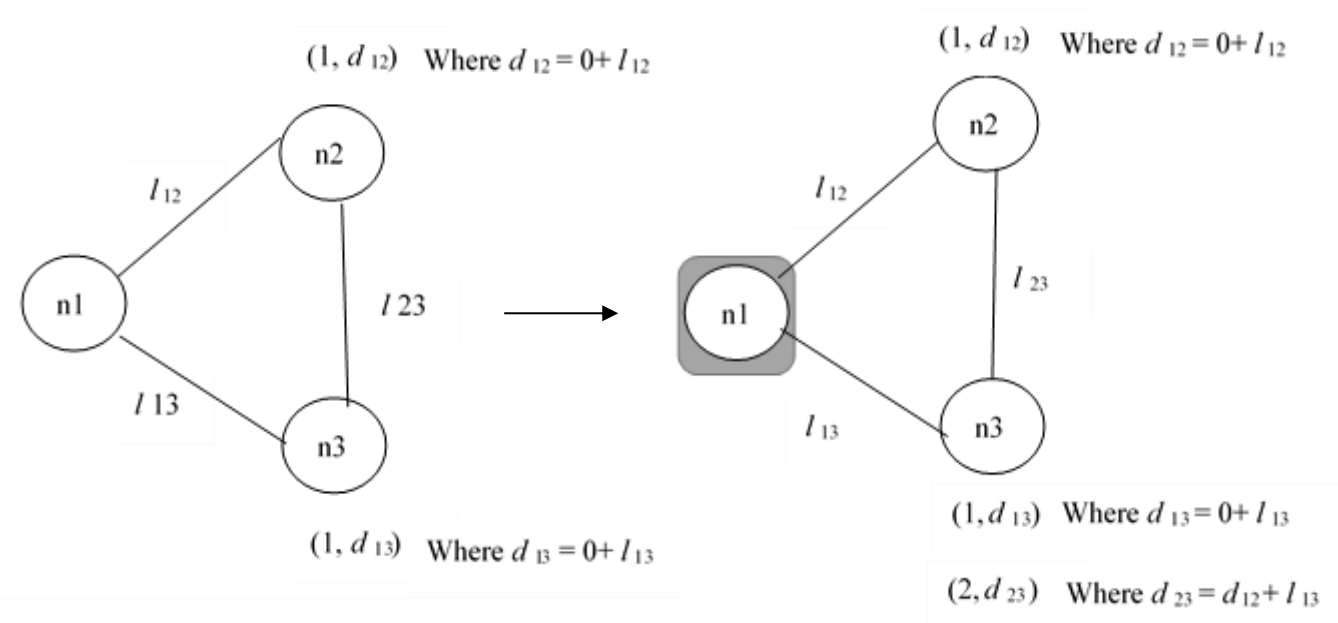 (1, d 12) Where d 12 = 0+ l 12
n2
l 12
n1
l 23
l 13
n3
(1, d 13) Where d 13 = 0+ l 13
(1, d 12) Where d 12 = 0+ l 12
n2
l 12
l 23
n1
l 13
n3
(1, d 13) Where d 13 = 0+ l 13
(2, d 23) Where d 23 = d 12 + l 13